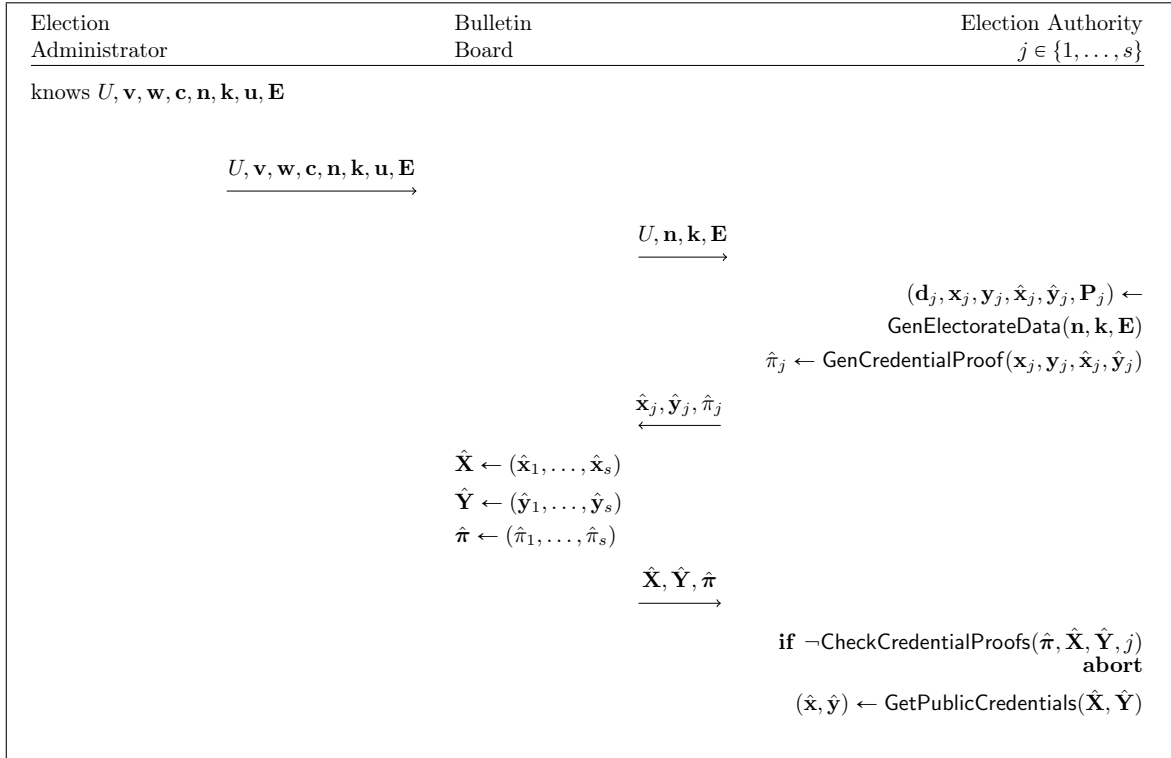 Election Administrator
Bulletin Board
Election Authority j ∈ {1, . . . , s}
knows U, v, w, c, n, k, u, E
U, v, w, c, n, k, u, E
U, n, k, E
(d_j, x_j, y_j, x̂_j, ŷ_j, P_j) ←
GenElectorateData(n, k, E)
π̂_j ← GenCredentialProof(x_j, y_j, x̂_j, ŷ_j)
x̂_j, ŷ_j, π̂_j
X̂ ← (x̂_1, . . . , x̂_s)
Ŷ ← (ŷ_1, . . . , ŷ_s)
π̂ ← (π̂_1, . . . , π̂_s)
X̂, Ŷ, π̂
if ¬CheckCredentialProofs(π̂, X̂, Ŷ, j)
abort
(x̂, ŷ) ← GetPublicCredentials(X̂, Ŷ)